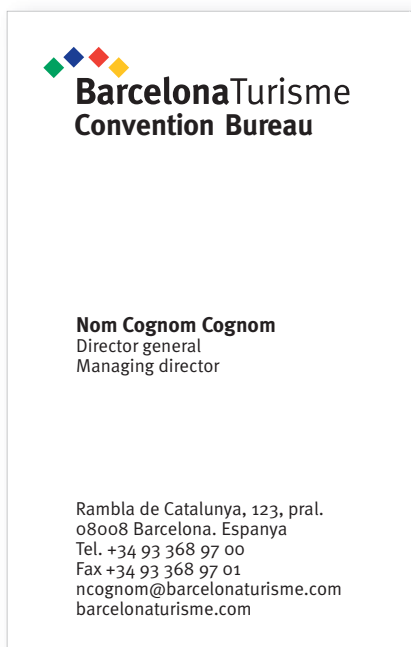 BarcelonaTurisme
Convention Bureau
Nom Cognom Cognom
Director general
Managing director
Rambla de Catalunya, 123, pral.
08008 Barcelona. Espanya
Tel. +34 93 368 97 00
Fax +34 93 368 97 01
ncognom@barcelonaturisme.com
barcelonaturisme.com